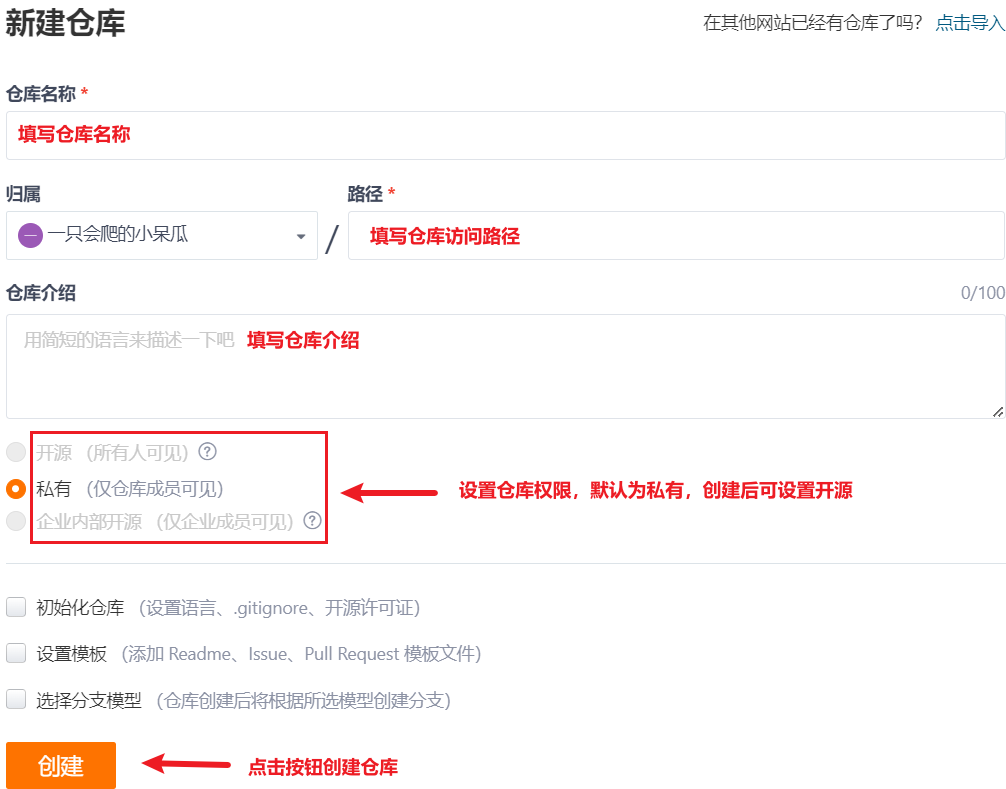 新建仓库
在其他网站已经有仓库了吗? 点击导入
仓库名称 *
填写仓库名称
归属
路径 *
一只会爬的小呆瓜
/
填写仓库访问路径
仓库介绍
0/100
用简短的语言来描述一下吧 填写仓库介绍
开源 (所有人可见) ?
私有 (仅仓库成员可见)
设置仓库权限，默认为私有，创建后可设置开源
企业内部开源 (仅企业成员可见) ?
初始化仓库 (设置语言、.gitignore、开源许可证)
设置模板 (添加 Readme、Issue、Pull Request 模板文件)
选择分支模型 (仓库创建后将根据所选模型创建分支)
创建
点击按钮创建仓库